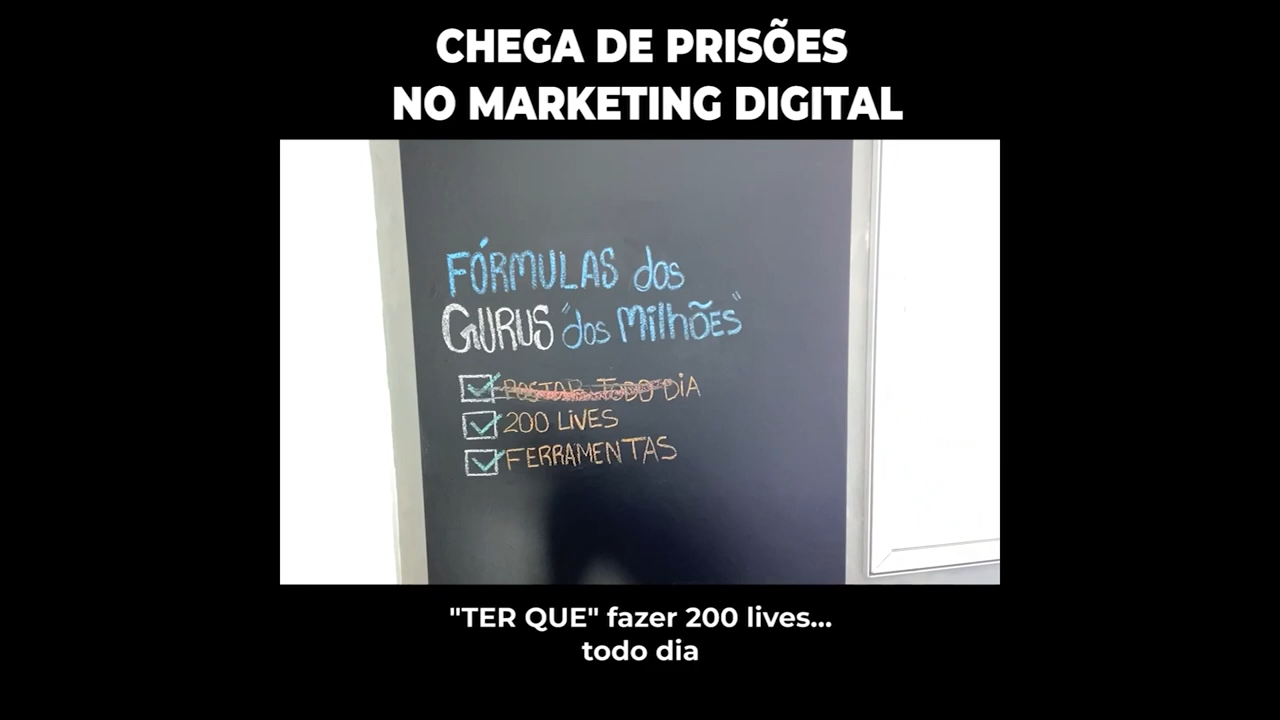 CHEGA DE PRISÕES
NO MARKETING DIGITAL
FÓRMULAS dos
GURUS "dos Milhões"
POSTAR TODO DIA
200 LiVES
FERRAMENTAS
"TER QUE" fazer 200 lives...
todo dia